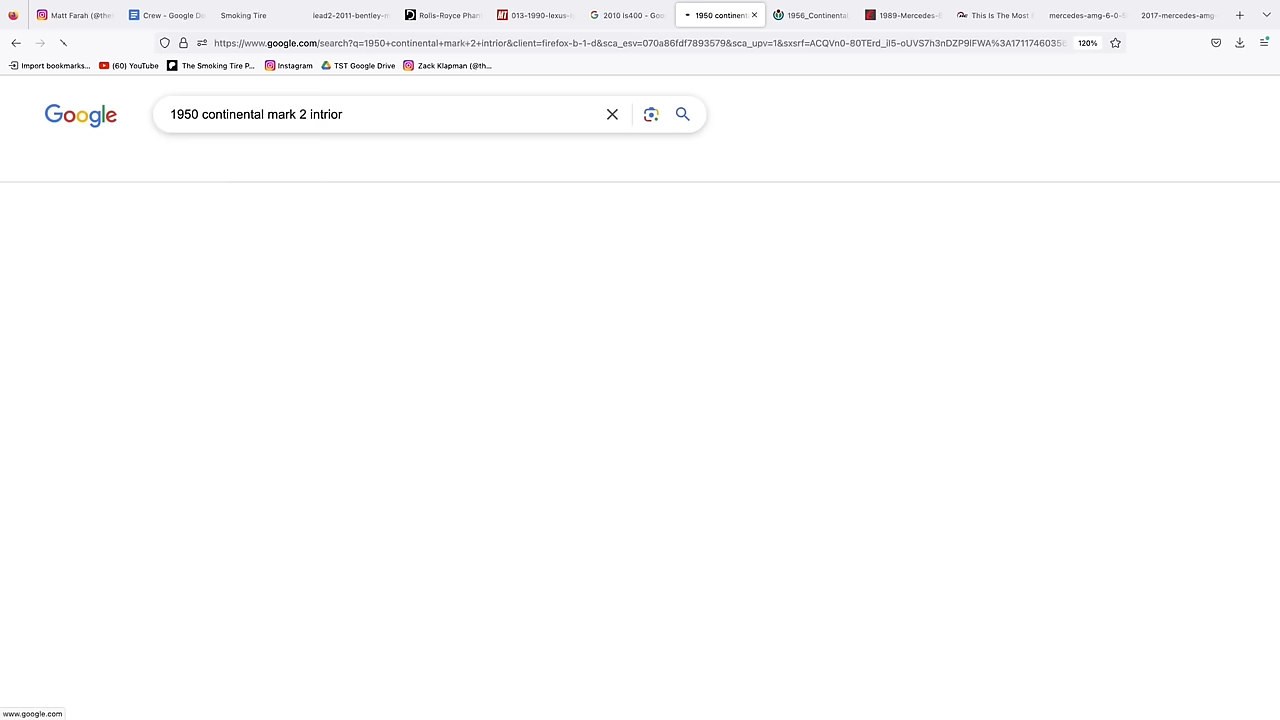 Matt Farah (@the
Crew - Google Do
Smoking Tire
lead2-2011-bentley-m
Rolls-Royce Phan
013-1990-lexus-
2010 ls400 - Goo
1950 continent
1956_Continental
1989-Mercedes-
This Is The Most
mercedes-amg-6-0-
2017-mercedes-amg
https://www.google.com/search?q=1950+continental+mark+2+intrior&client=firefox-b-1-d&sca_esv=070a86fdf7893579&sca_upv=1&sxsrf=ACQVn0-80TErd_il5-oUVS7h3nDZP9lFWA%3A1711746035
120%
Import bookmarks...
(60) YouTube
The Smoking Tire P...
Instagram
TST Google Drive
Zack Klapman (@th...
Google
1950 continental mark 2 intrior
www.google.com